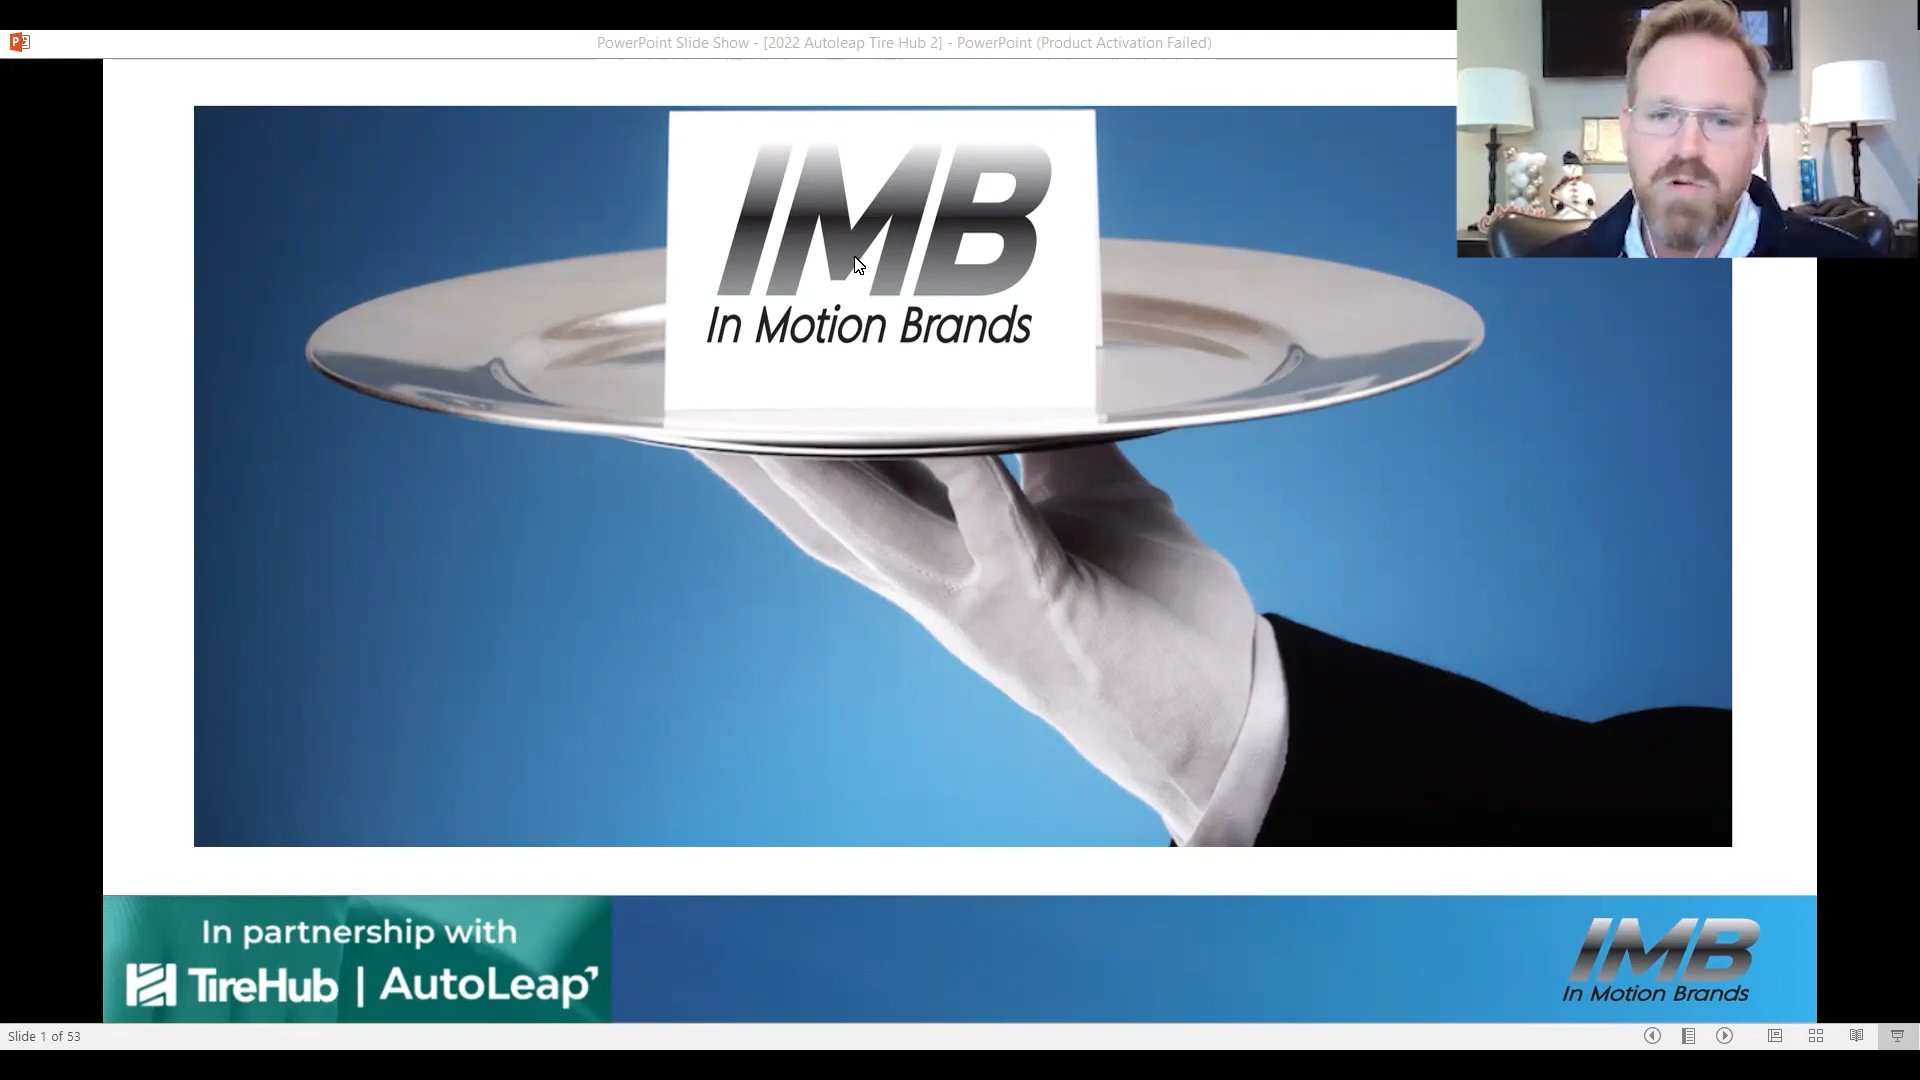 PowerPoint Slide Show - [2022 Autoleap Tire Hub 2] - PowerPoint (Product Activation Failed)
IMB
In Motion Brands
In partnership with
TireHub | AutoLeap
IMB
In Motion Brands
Slide 1 of 53